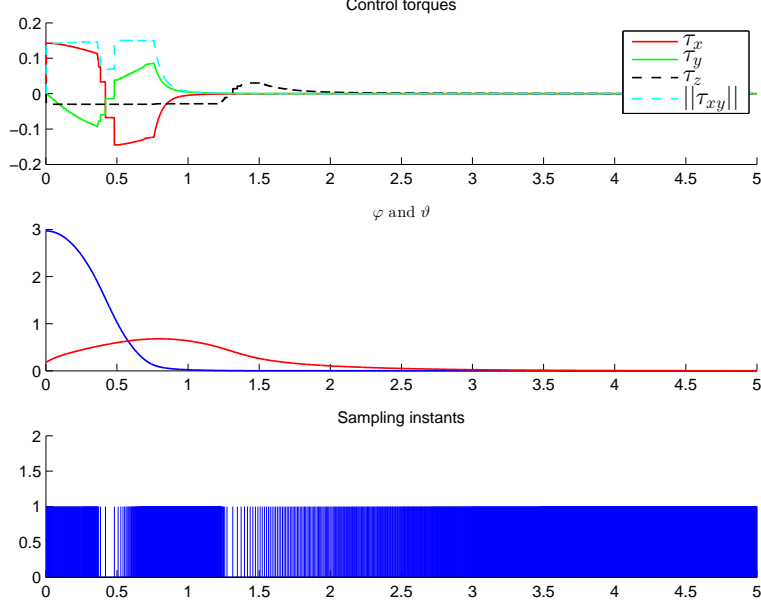 Control torques
0.2
0.1
0
−0.1
−0.2
0 0.5 1 1.5 2 2.5 3 3.5 4 4.5 5
τx
τy
τz
||τxy||
φ and ϑ
3
2
1
0
0 0.5 1 1.5 2 2.5 3 3.5 4 4.5 5
Sampling instants
2
1.5
1
0.5
0
0 0.5 1 1.5 2 2.5 3 3.5 4 4.5 5